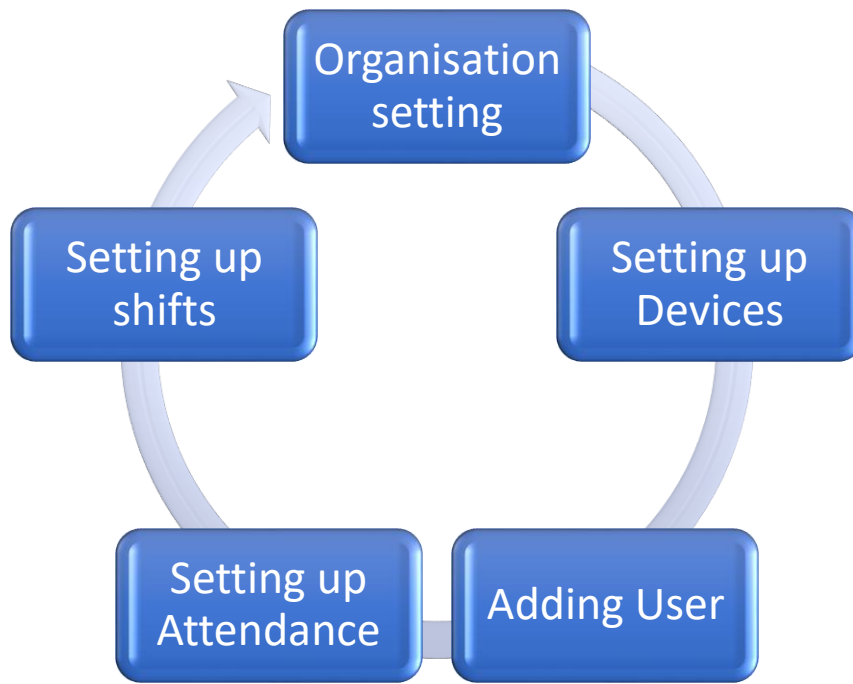 Organisation
setting
Setting up
Devices
Adding User
Setting up
Attendance
Setting up
shifts